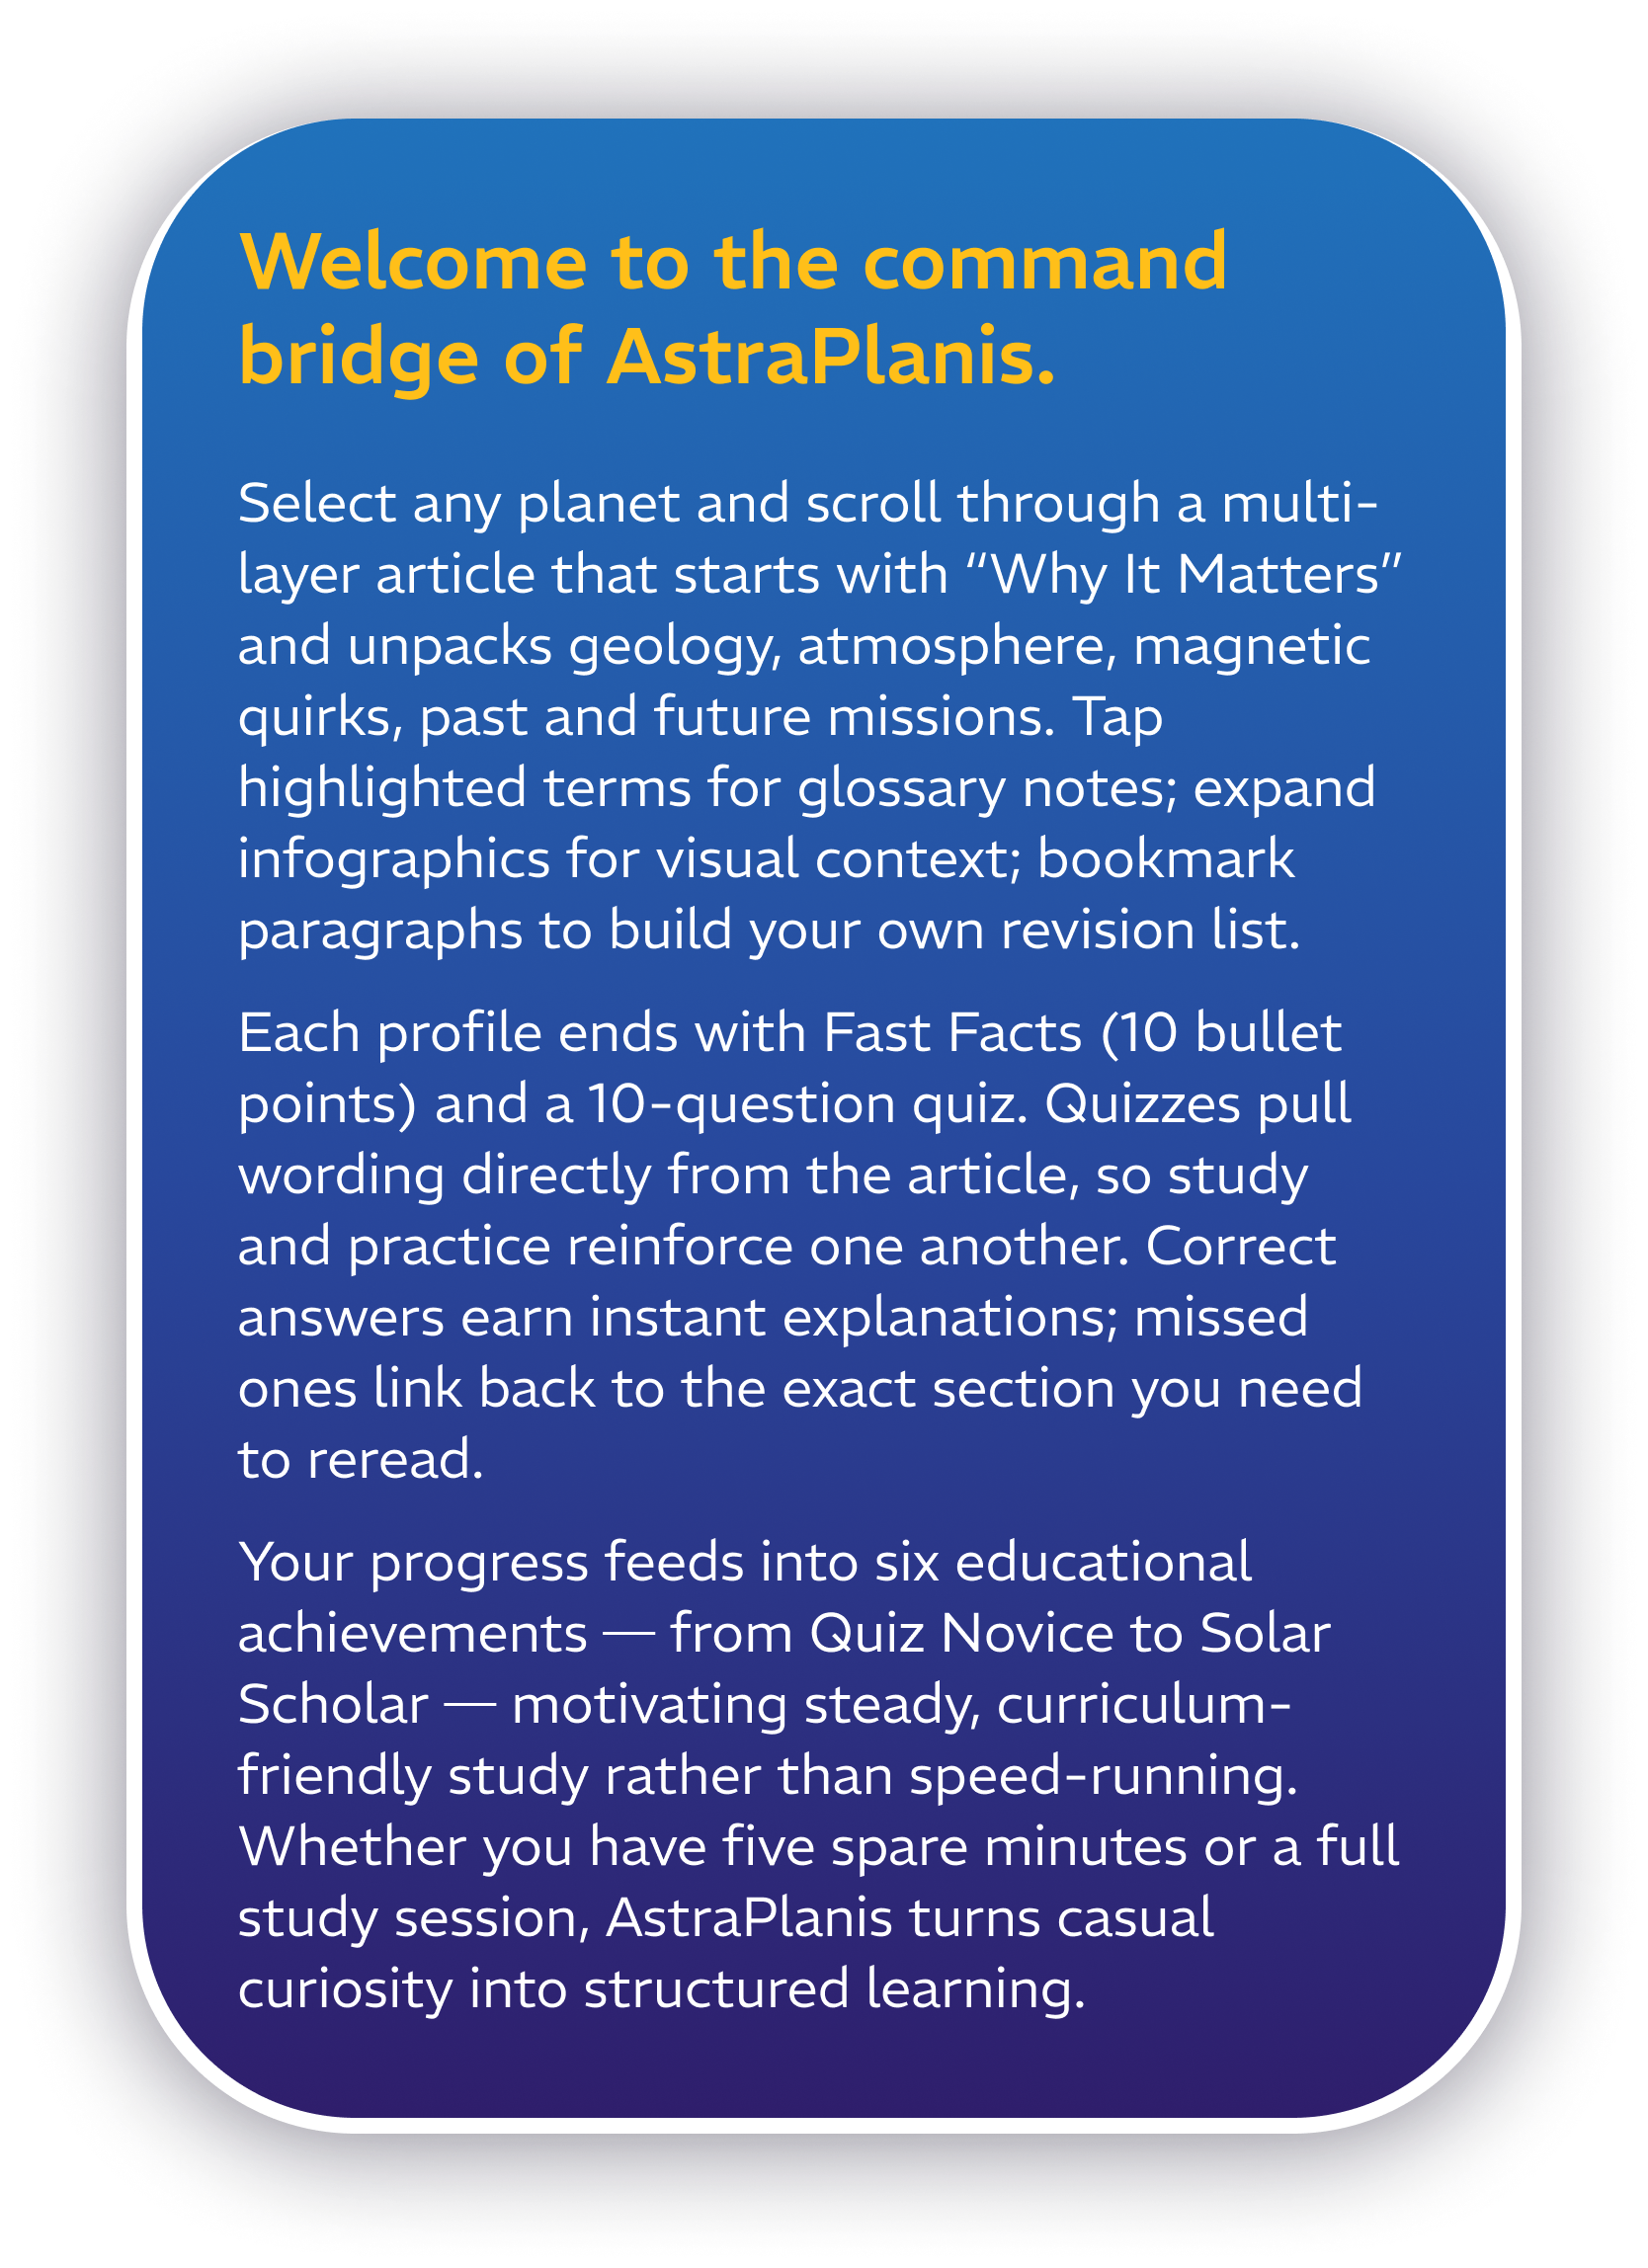 Welcome to the command
bridge of AstraPlanis.
Select any planet and scroll through a multi-
layer article that starts with “Why It Matters”
and unpacks geology, atmosphere, magnetic
quirks, past and future missions. Tap
highlighted terms for glossary notes; expand
infographics for visual context; bookmark
paragraphs to build your own revision list.
Each profile ends with Fast Facts (10 bullet
points) and a 10-question quiz. Quizzes pull
wording directly from the article, so study
and practice reinforce one another. Correct
answers earn instant explanations; missed
ones link back to the exact section you need
to reread.
Your progress feeds into six educational
achievements — from Quiz Novice to Solar
Scholar — motivating steady, curriculum-
friendly study rather than speed-running.
Whether you have five spare minutes or a full
study session, AstraPlanis turns casual
curiosity into structured learning.